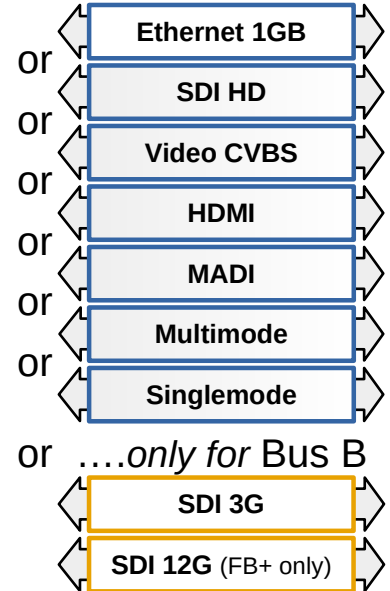 Ethernet 1GB
or
SDI HD
or
Video CVBS
or
HDMI
or
MADI
or
Multimode
or
Singlemode
or ….only for Bus B
SDI 3G
SDI 12G (FB+ only)